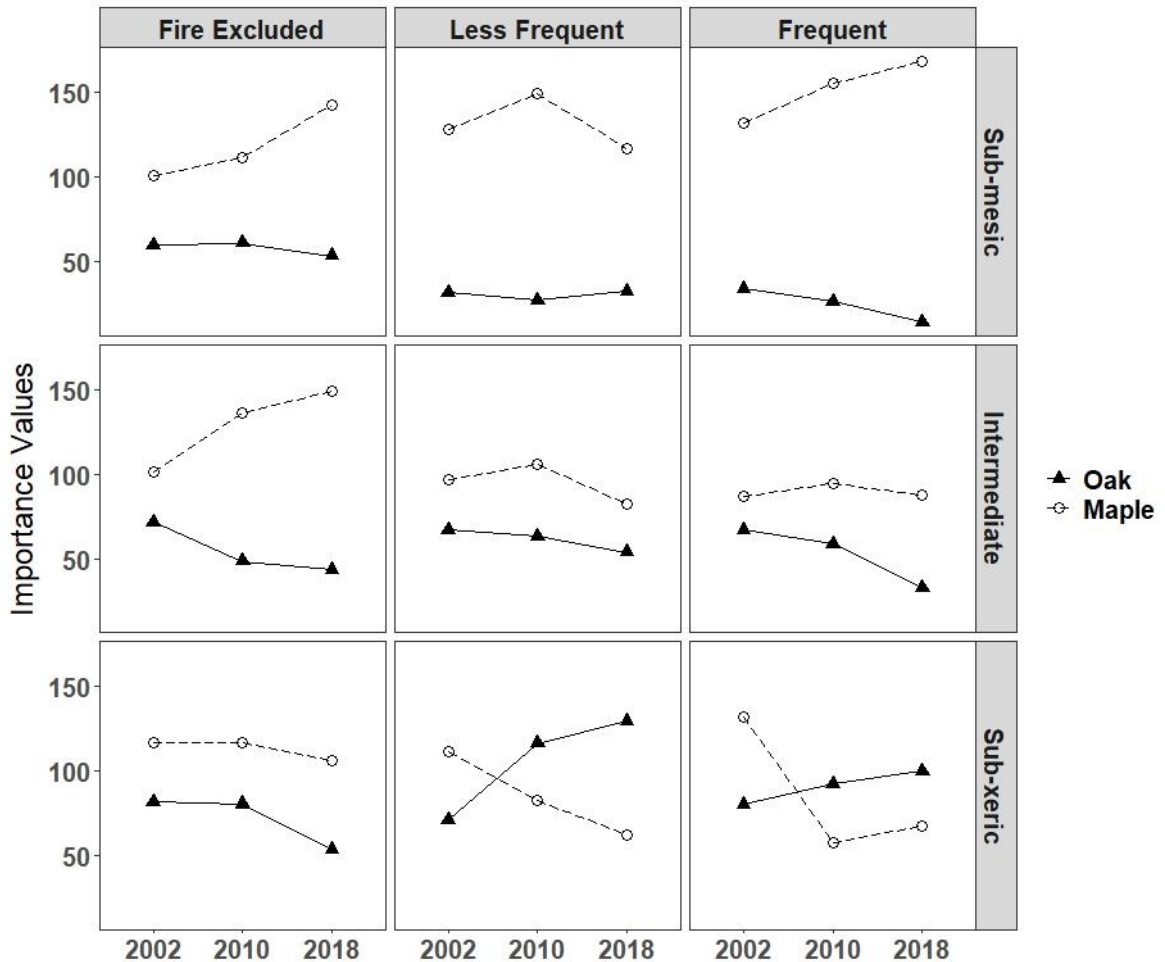 Fire Excluded
Less Frequent
Frequent
150
100
50
Sub-mesic
150
100
50
Intermediate
150
100
50
Sub-xeric
Importance Values
2002 2010 2018
2002 2010 2018
2002 2010 2018
Oak
Maple